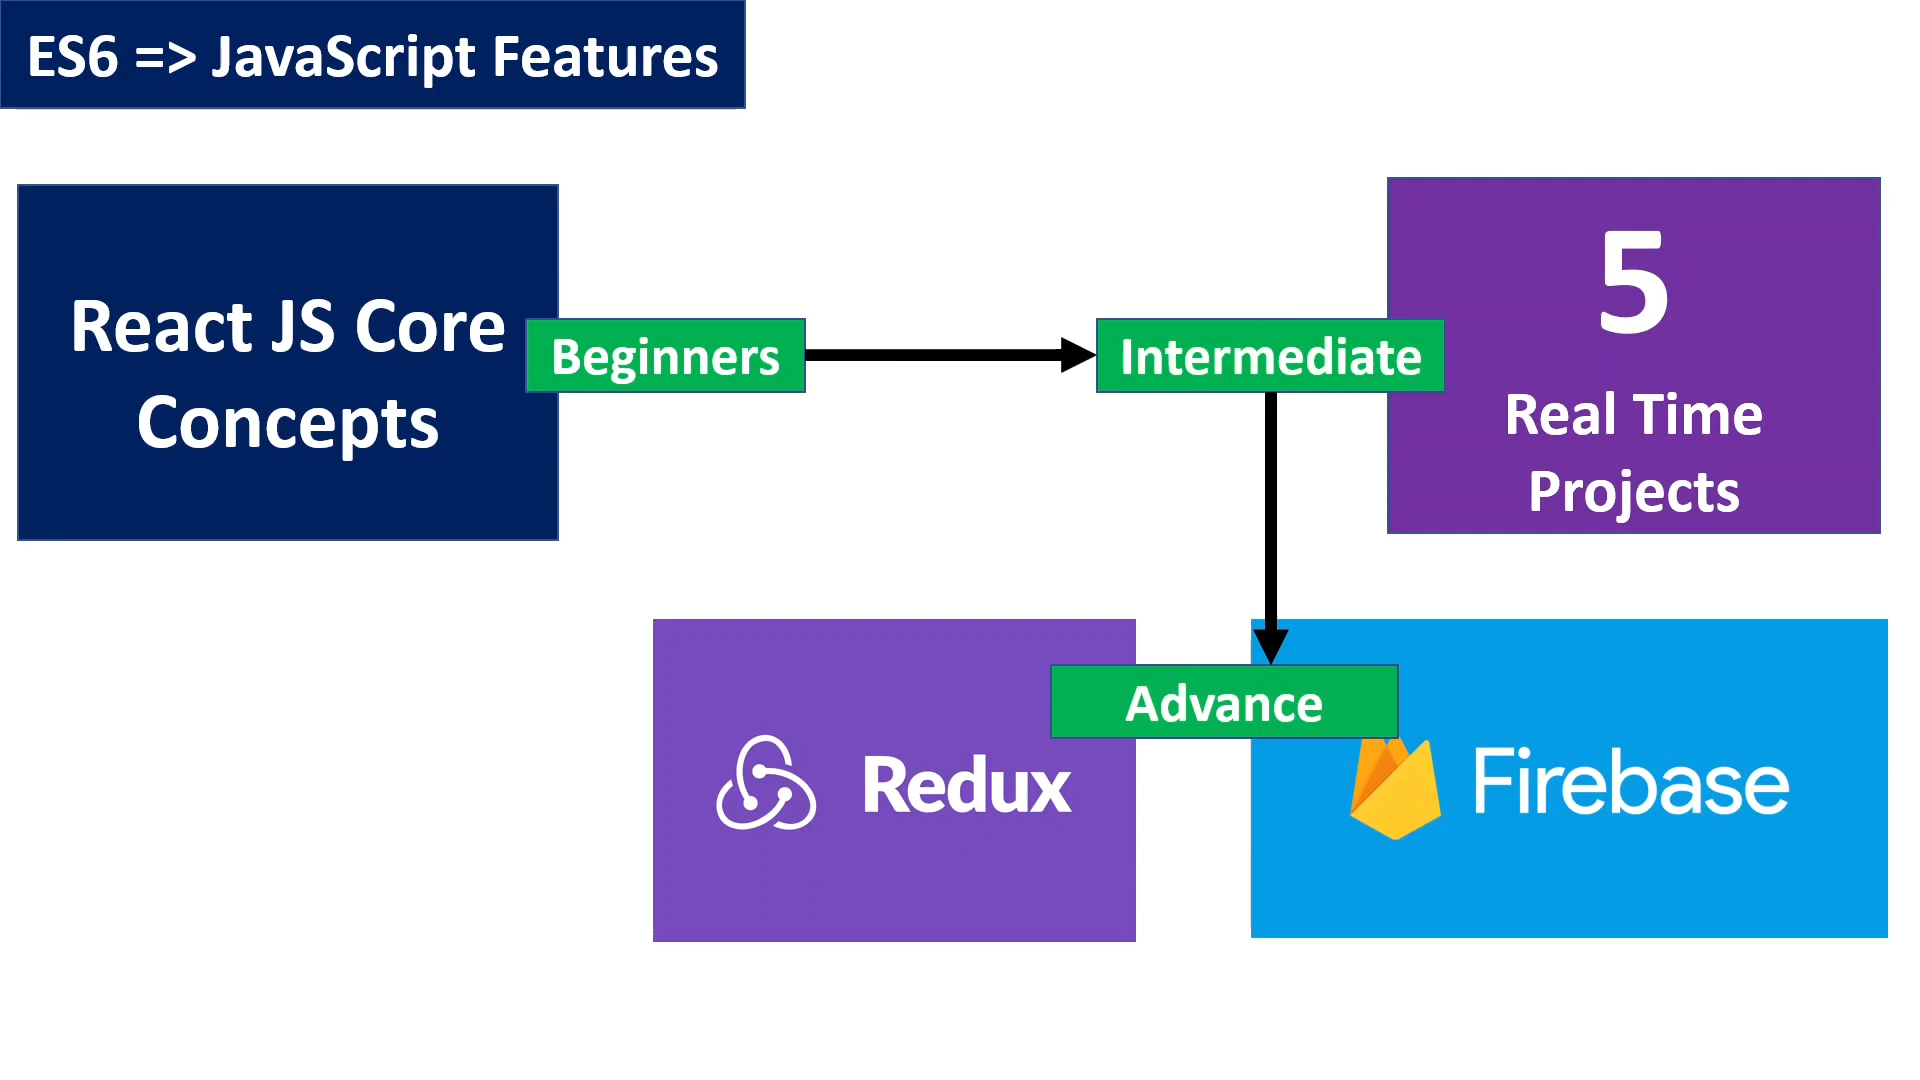 ES6 => JavaScript Features
React JS Core
Concepts
Beginners
Intermediate
5
Real Time
Projects
Advance
Redux
Firebase